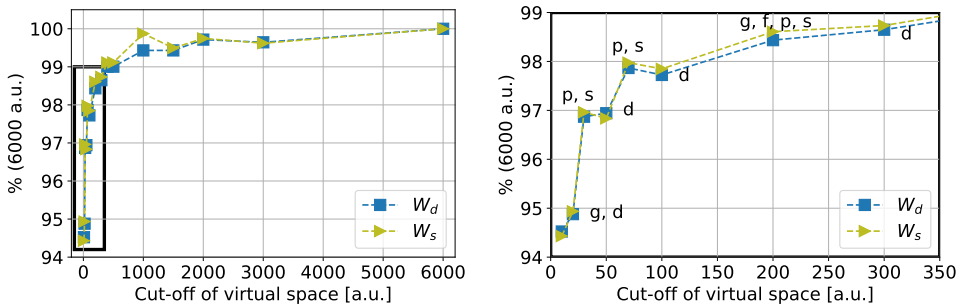 % (6000 a.u.)
100
99
98
97
96
95
94
0
1000
2000
3000
4000
5000
6000
Cut-off of virtual space [a.u.]
W_d
W_s
% (6000 a.u.)
99
98
97
96
95
94
g, f, p, s
d
p, s
d
p, s
d
g, d
W_d
W_s
0
50
100
150
200
250
300
350
Cut-off of virtual space [a.u.]